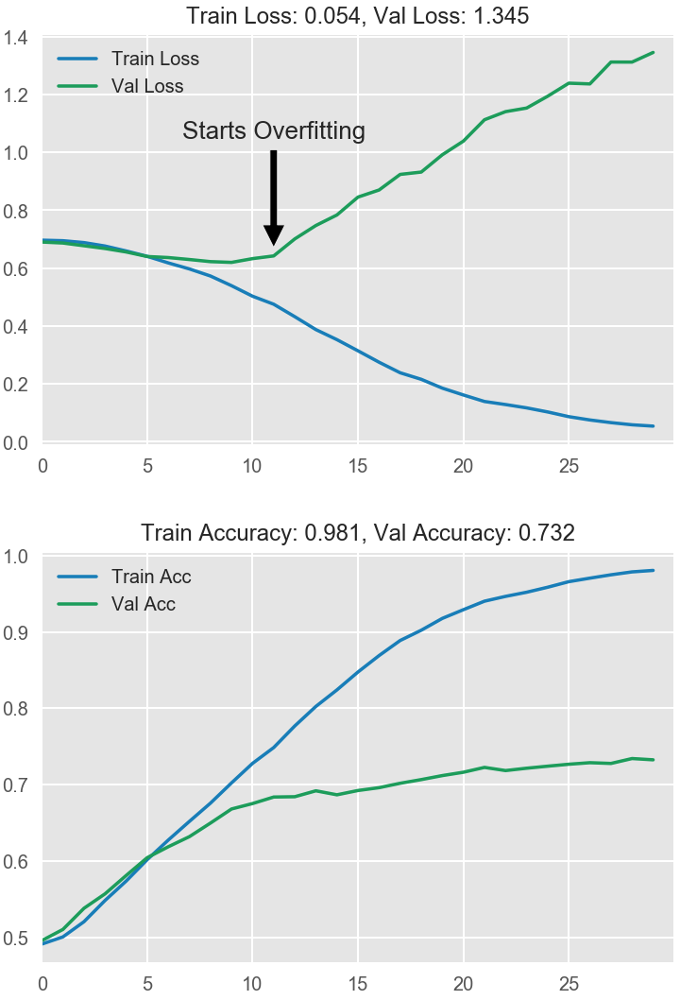 Train Loss: 0.054, Val Loss: 1.345
1.4
Train Loss
Val Loss
1.2
Starts Overfitting
1.0
0.8
0.6
0.4
0.2
0.0
0 5 10 15 20 25
Train Accuracy: 0.981, Val Accuracy: 0.732
1.0
Train Acc
Val Acc
0.9
0.8
0.7
0.6
0.5
0 5 10 15 20 25